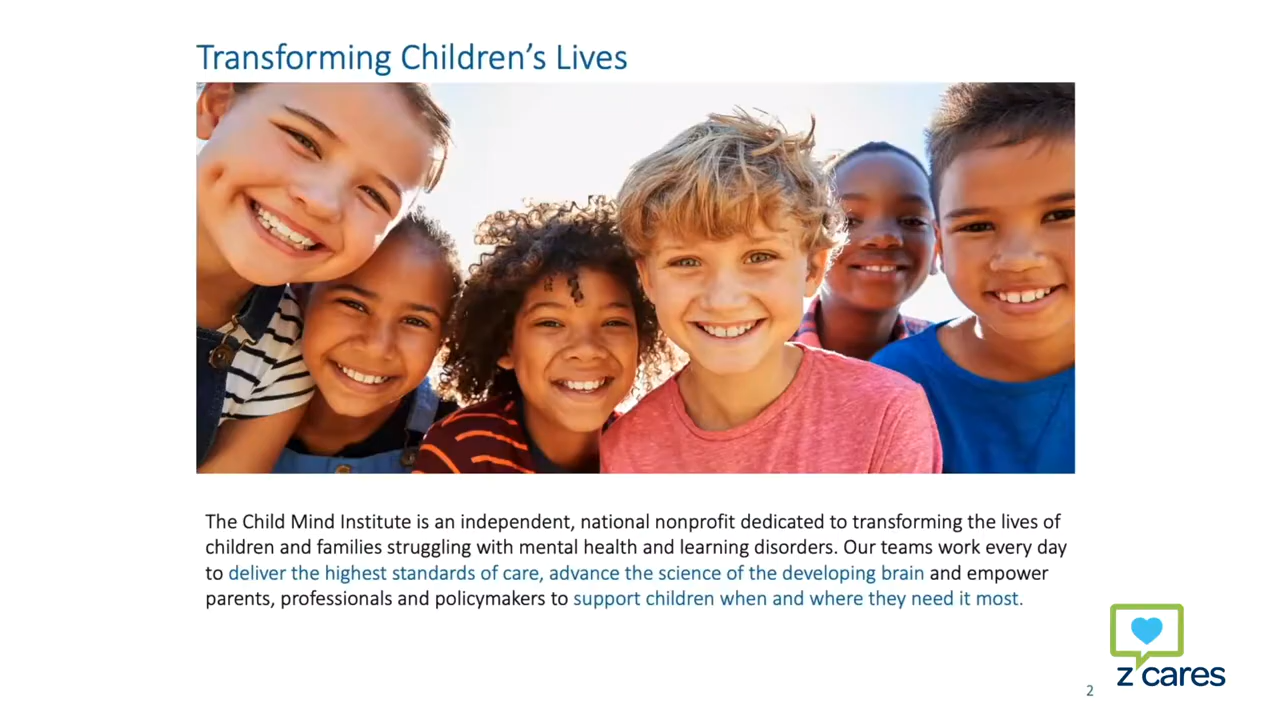 Transforming Children’s Lives
The Child Mind Institute is an independent, national nonprofit dedicated to transforming the lives of
children and families struggling with mental health and learning disorders. Our teams work every day
to deliver the highest standards of care, advance the science of the developing brain and empower
parents, professionals and policymakers to support children when and where they need it most.
2
z cares